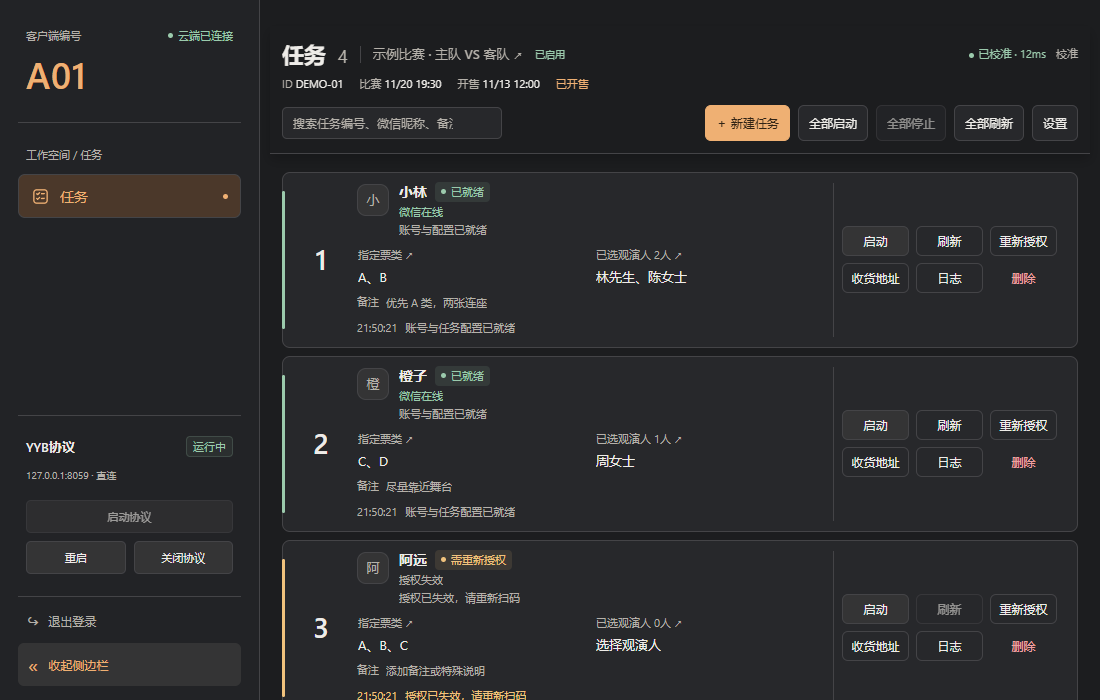 客户端编号
云端已连接
A01
工作空间 / 任务
任务
YYB协议
运行中
127.0.0.1:8059 · 直连
启动协议
重启
关闭协议
退出登录
收起侧边栏
任务 4
示例比赛 · 主队 VS 客队 ↗
已启用
已校准 · 12ms
校准
ID DEMO-01
比赛 11/20 19:30
开售 11/13 12:00
已开售
搜索任务编号、微信昵称、备
+ 新建任务
全部启动
全部停止
全部刷新
设置
1
小
小林
已就绪
微信在线
账号与配置已就绪
指定票类 ↗
已选观演人 2人 ↗
A、B
林先生、陈女士
备注 优先 A 类，两张连座
21:50:21 账号与任务配置已就绪
启动
刷新
重新授权
收货地址
日志
删除
2
橙
橙子
已就绪
微信在线
账号与配置已就绪
指定票类 ↗
已选观演人 1人 ↗
C、D
周女士
备注 尽量靠近舞台
21:50:21 账号与任务配置已就绪
启动
刷新
重新授权
收货地址
日志
删除
3
阿
阿远
需重新授权
授权失效
授权已失效，请重新扫码
指定票类 ↗
已选观演人 0人 ↗
A、B、C
选择观演人
备注 添加备注或特殊说明
21:50:21 授权已失效，请重新扫码
启动
刷新
重新授权
收货地址
日志
删除